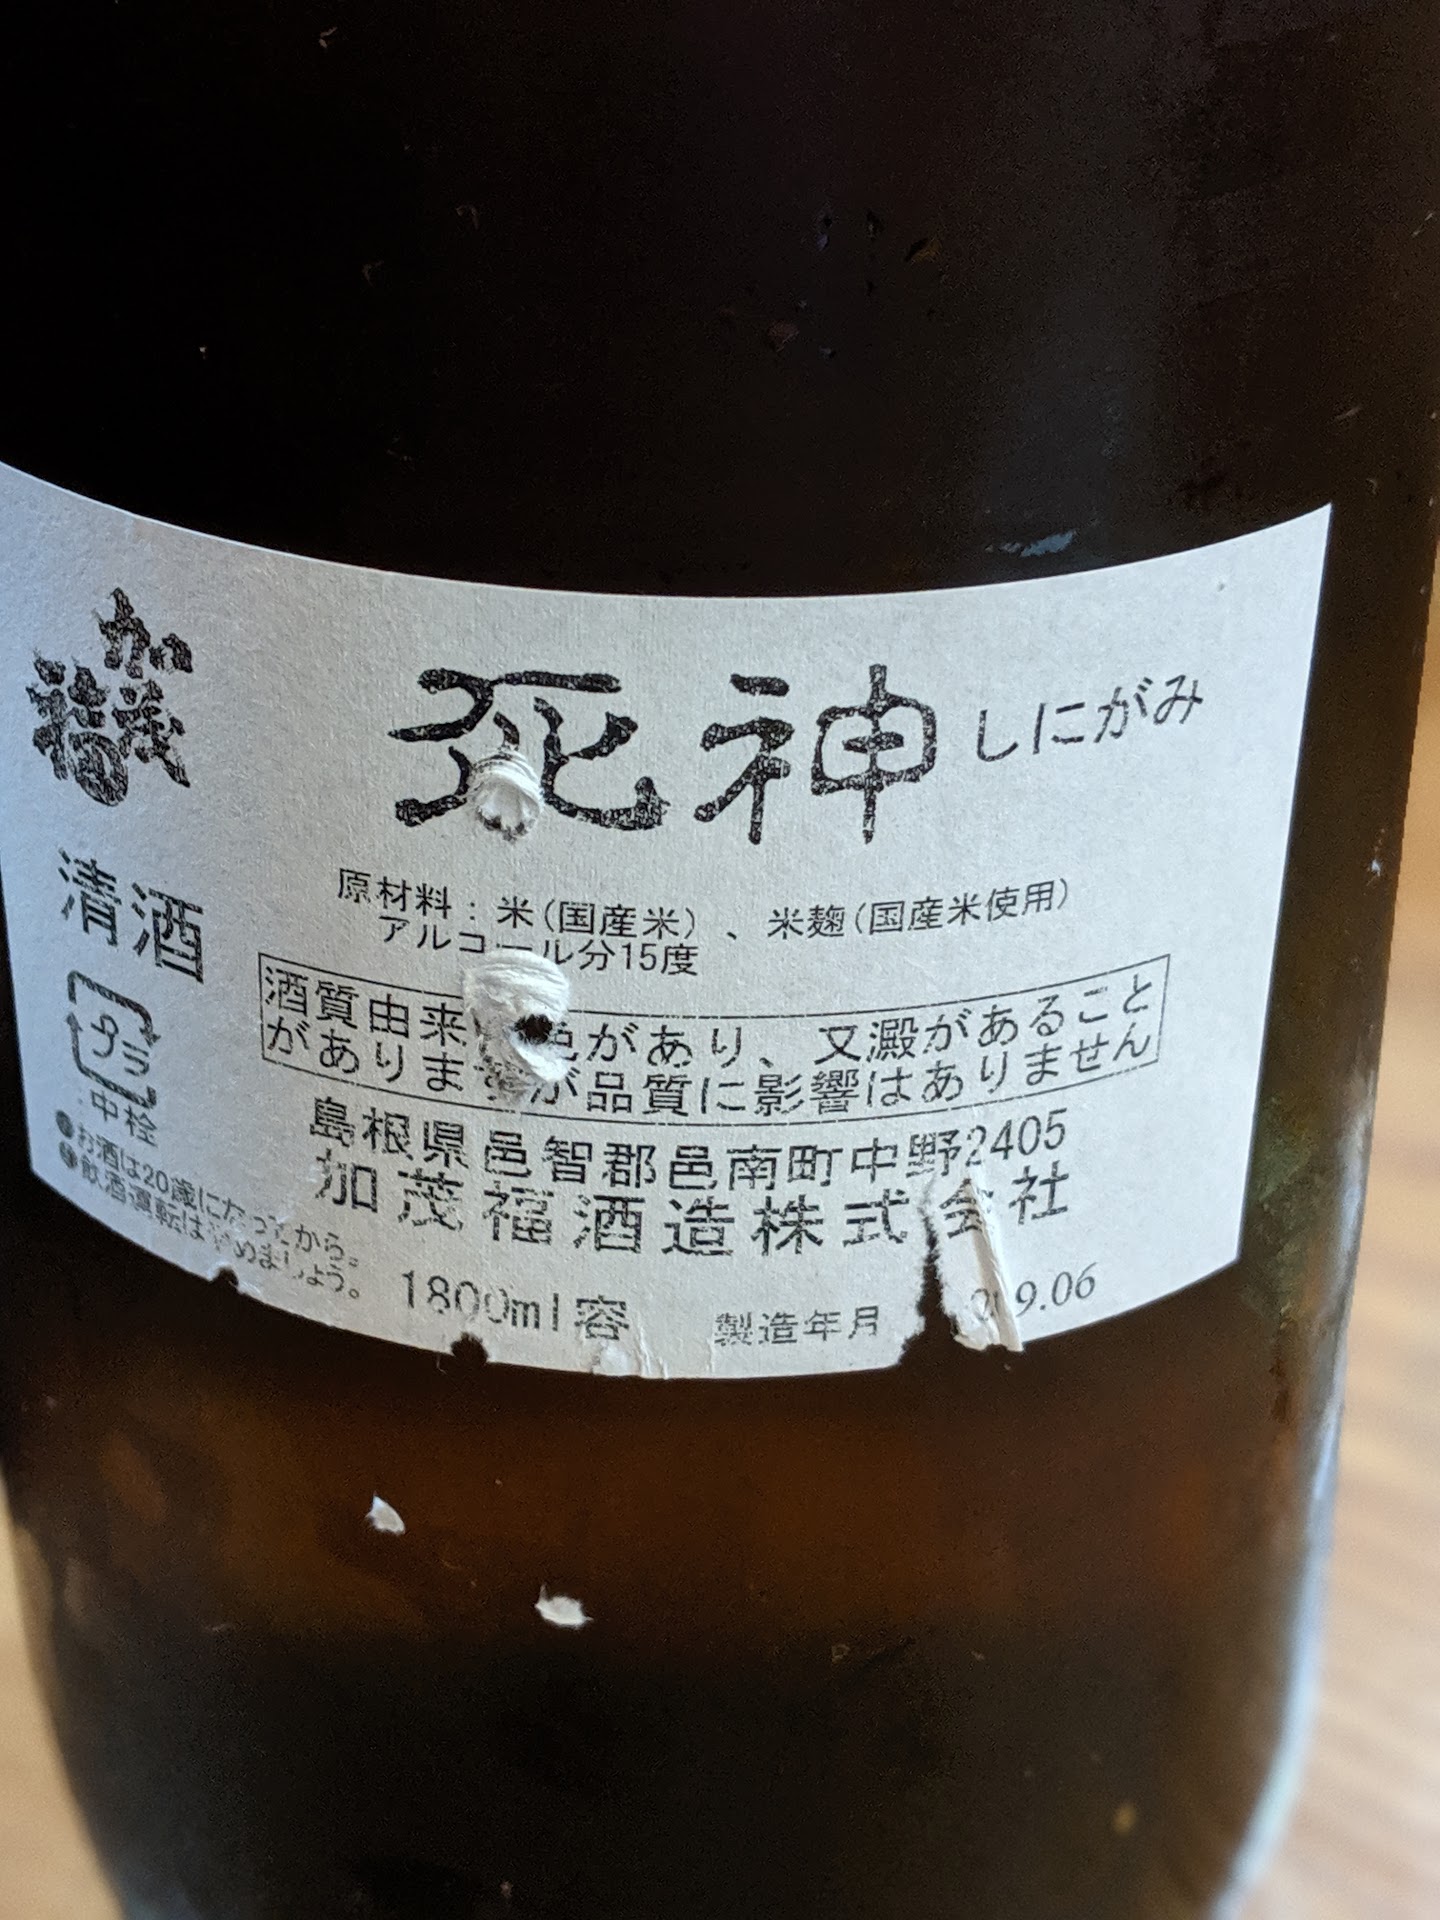 加茂福
死神 しにがみ
清酒
原材料：米(国産米)、米麹(国産米使用)
アルコール分15度
酒質由来 色があり、又澱があること
がありますが品質に影響はありません
プラ
中栓
●お酒は20歳になってから。
●飲酒運転はやめましょう。
島根県邑智郡邑南町中野2405
加茂福酒造株式会社
1800ml容
製造年月 9.06